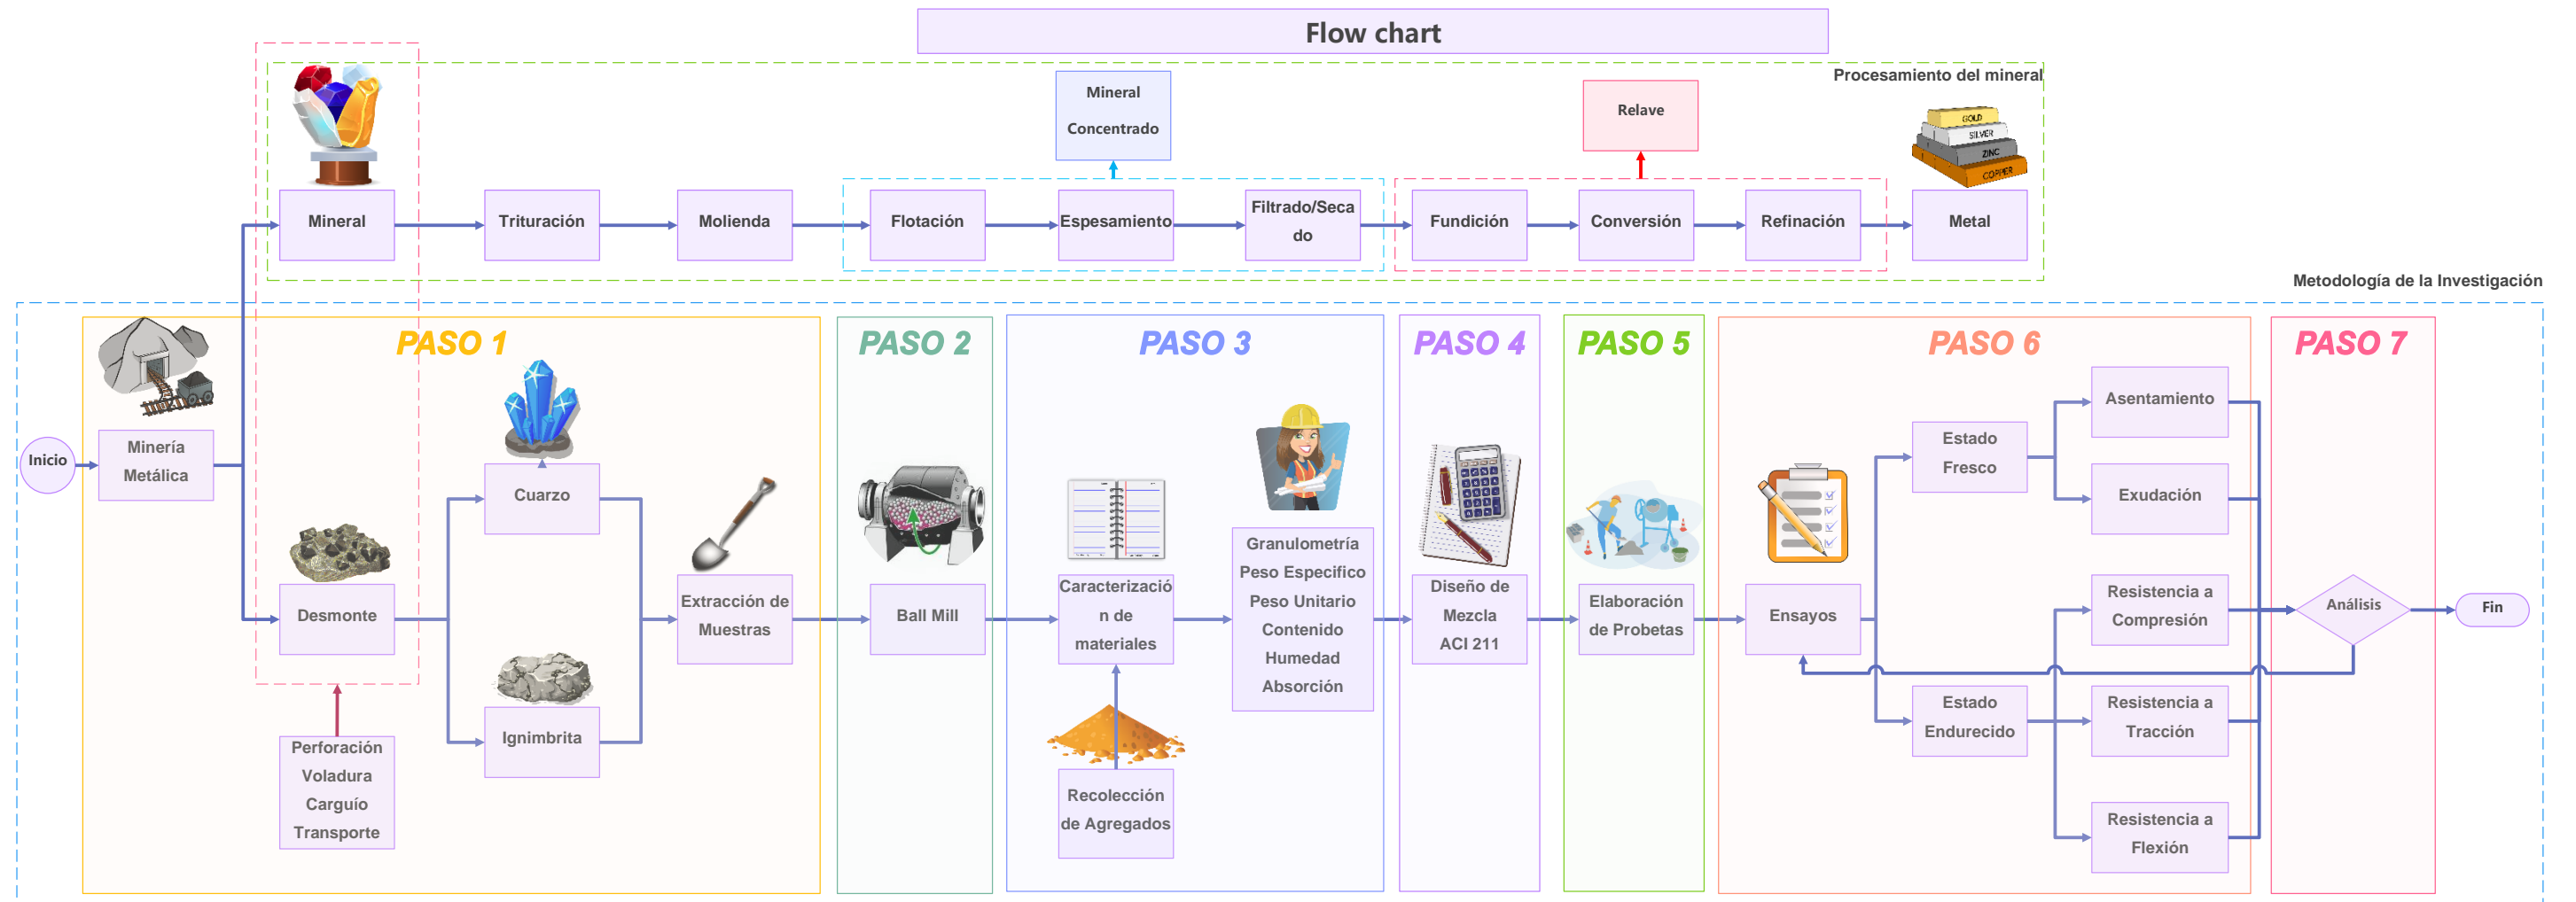 Flow chart
Procesamiento del mineral
Mineral
Concentrado
Relave
GOLD
SILVER
ZINC
COPPER
Mineral
Trituración
Molienda
Flotación
Espesamiento
Filtrado/Seca
do
Fundición
Conversión
Refinación
Metal
Metodología de la Investigación
PASO 1
PASO 2
PASO 3
PASO 4
PASO 5
PASO 6
PASO 7
Inicio
Minería
Metálica
Desmonte
Perforación
Voladura
Carguío
Transporte
Cuarzo
Ignimbrita
Extracción de
Muestras
Ball Mill
Caracterizació
n de
materiales
Recolección
de Agregados
Granulometría
Peso Especifico
Peso Unitario
Contenido
Humedad
Absorción
Diseño de
Mezcla
ACI 211
Elaboración
de Probetas
Ensayos
Estado
Fresco
Estado
Endurecido
Asentamiento
Exudación
Resistencia a
Compresión
Resistencia a
Tracción
Resistencia a
Flexión
Análisis
Fin